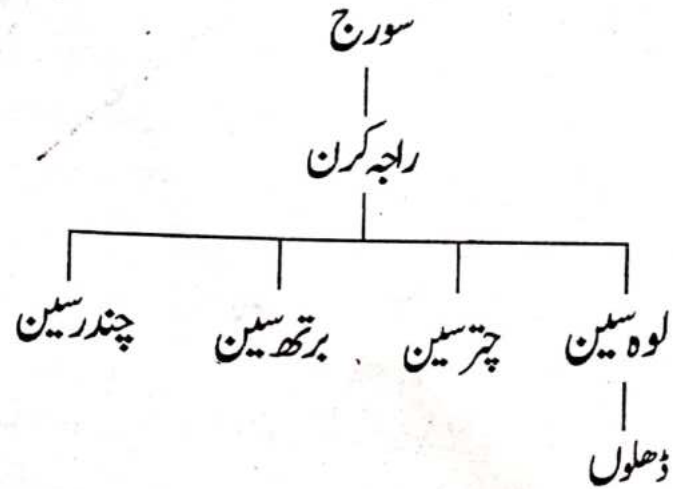 سورج
راجہ کرن
لوہ سین چتر سین برتھ سین چندر سین
ڈھلوں